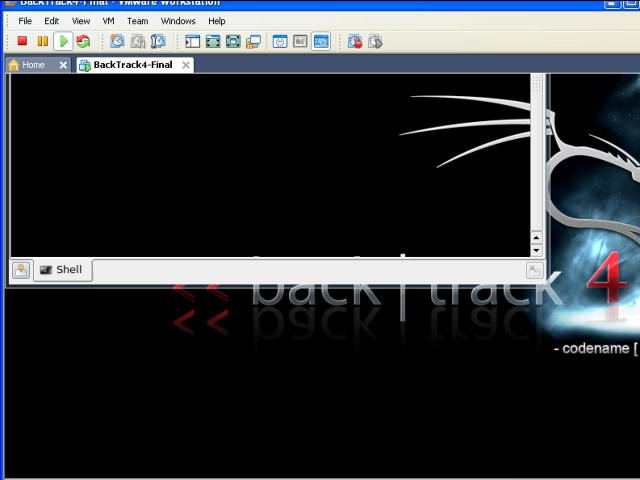 BackTrack4-Final - VMware Workstation
File Edit View VM Team Windows Help
Home BackTrack4-Final
Shell
<< back | track 4
- codename [